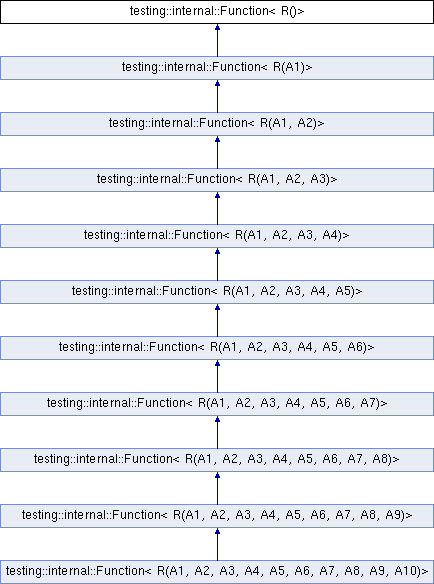 testing::internal::Function< R()>
testing::internal::Function< R(A1)>
testing::internal::Function< R(A1, A2)>
testing::internal::Function< R(A1, A2, A3)>
testing::internal::Function< R(A1, A2, A3, A4)>
testing::internal::Function< R(A1, A2, A3, A4, A5)>
testing::internal::Function< R(A1, A2, A3, A4, A5, A6)>
testing::internal::Function< R(A1, A2, A3, A4, A5, A6, A7)>
testing::internal::Function< R(A1, A2, A3, A4, A5, A6, A7, A8)>
testing::internal::Function< R(A1, A2, A3, A4, A5, A6, A7, A8, A9)>
testing::internal::Function< R(A1, A2, A3, A4, A5, A6, A7, A8, A9, A10)>